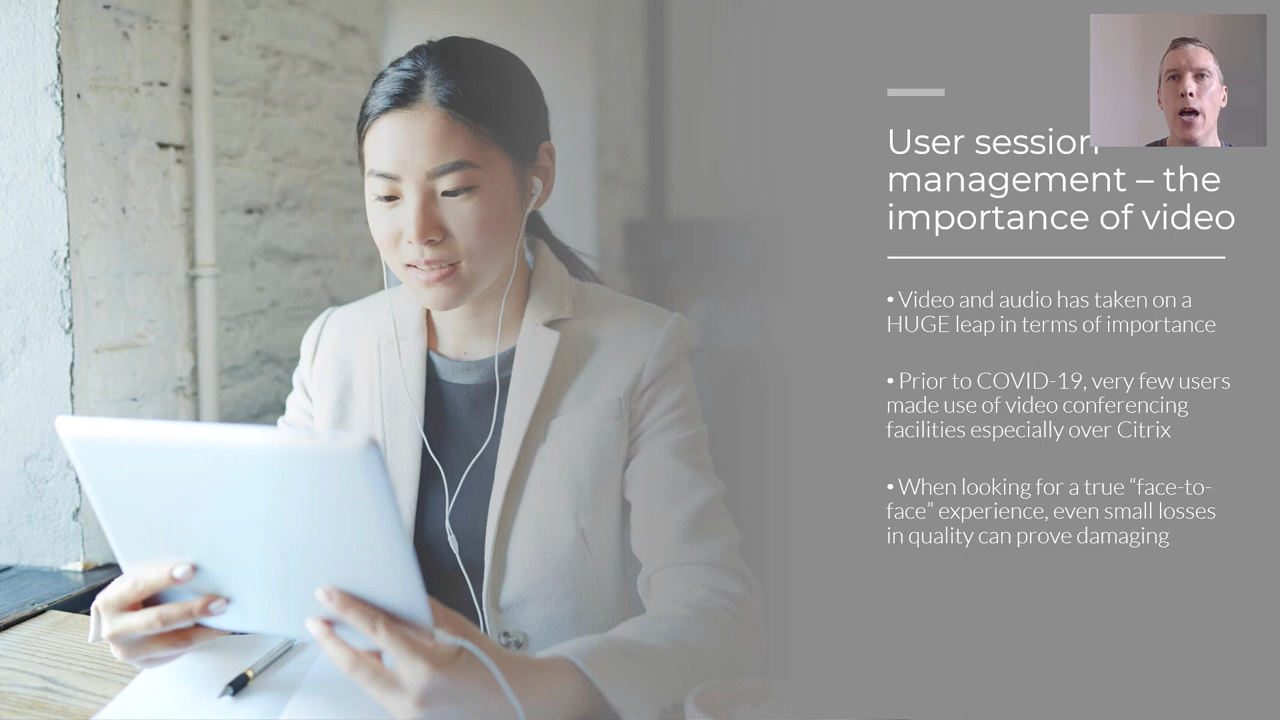 User session
management – the
importance of video
• Video and audio has taken on a
HUGE leap in terms of importance
• Prior to COVID-19, very few users
made use of video conferencing
facilities especially over Citrix
• When looking for a true “face-to-
face” experience, even small losses
in quality can prove damaging